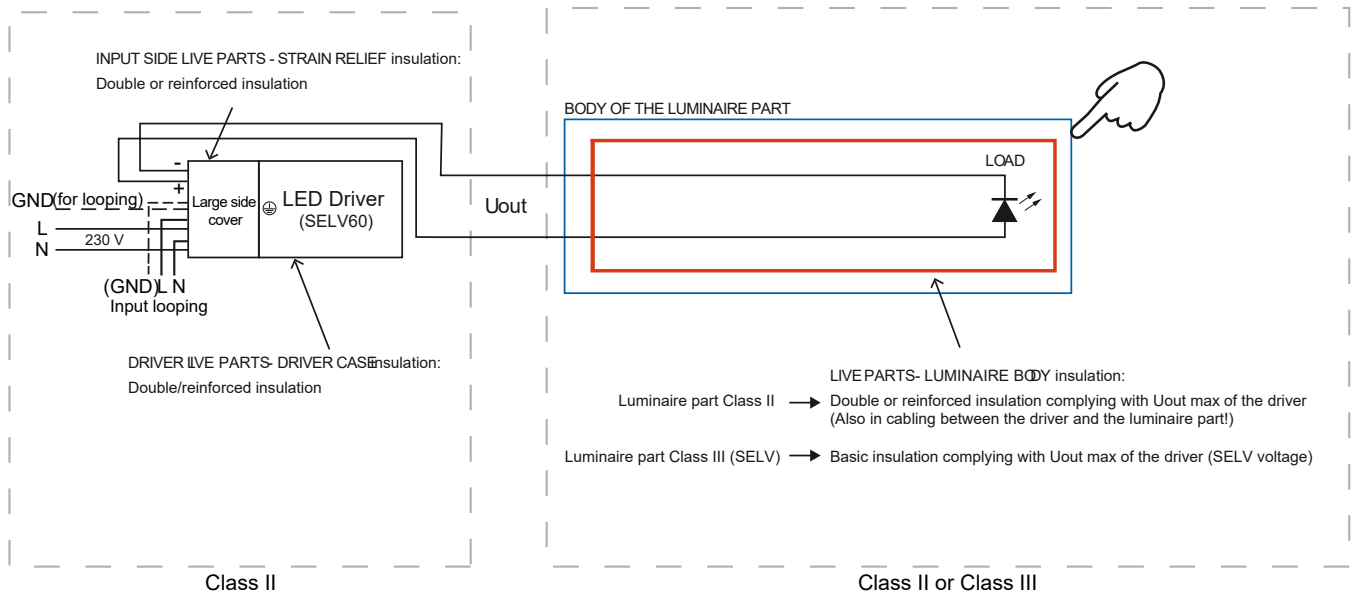 INPUT SIDE LIVE PARTS - STRAIN RELIEF insulation:
Double or reinforced insulation
-
+
GND(for looping)
L
N
230 V
Large side
cover
LED Driver
(SELV60)
(GND)L N
Input looping
DRIVER LIVE PARTS- DRIVER CASEinsulation:
Double/reinforced insulation
Class II
Uout
BODY OF THE LUMINAIRE PART
LOAD
LIVE PARTS- LUMINAIRE BODY insulation:
Luminaire part Class II
Double or reinforced insulation complying with Uout max of the driver
(Also in cabling between the driver and the luminaire part!)
Luminaire part Class III (SELV)
Basic insulation complying with Uout max of the driver (SELV voltage)
Class II or Class III